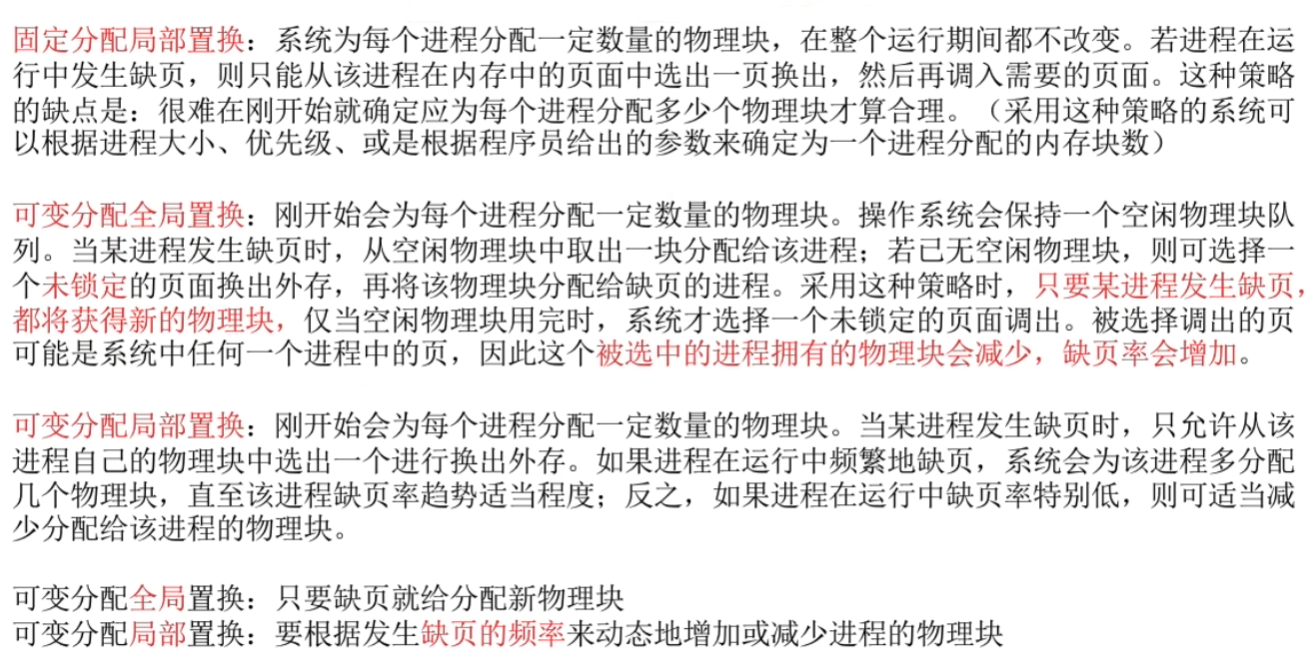 固定分配局部置换：系统为每个进程分配一定数量的物理块，在整个运行期间都不改变。若进程在运
行中发生缺页，则只能从该进程在内存中的页面中选出一页换出，然后再调入需要的页面。这种策略
的缺点是：很难在刚开始就确定应为每个进程分配多少个物理块才算合理。（采用这种策略的系统可
以根据进程大小、优先级、或是根据程序员给出的参数来确定为一个进程分配的内存块数）
可变分配全局置换：刚开始会为每个进程分配一定数量的物理块。操作系统会保持一个空闲物理块队
列。当某进程发生缺页时，从空闲物理块中取出一块分配给该进程；若已无空闲物理块，则可选择一
个未锁定的页面换出外存，再将该物理块分配给缺页的进程。采用这种策略时，只要某进程发生缺页，
都将获得新的物理块，仅当空闲物理块用完时，系统才选择一个未锁定的页面调出。被选择调出的页
可能是系统中任何一个进程中的页，因此这个被选中的进程拥有的物理块会减少，缺页率会增加。
可变分配局部置换：刚开始会为每个进程分配一定数量的物理块。当某进程发生缺页时，只允许从该
进程自己的物理块中选出一个进行换出外存。如果进程在运行中频繁地缺页，系统会为该进程多分配
几个物理块，直至该进程缺页率趋势适当程度；反之，如果进程在运行中缺页率特别低，则可适当减
少分配给该进程的物理块。
可变分配全局置换：只要缺页就给分配新物理块
可变分配局部置换：要根据发生缺页的频率来动态地增加或减少进程的物理块